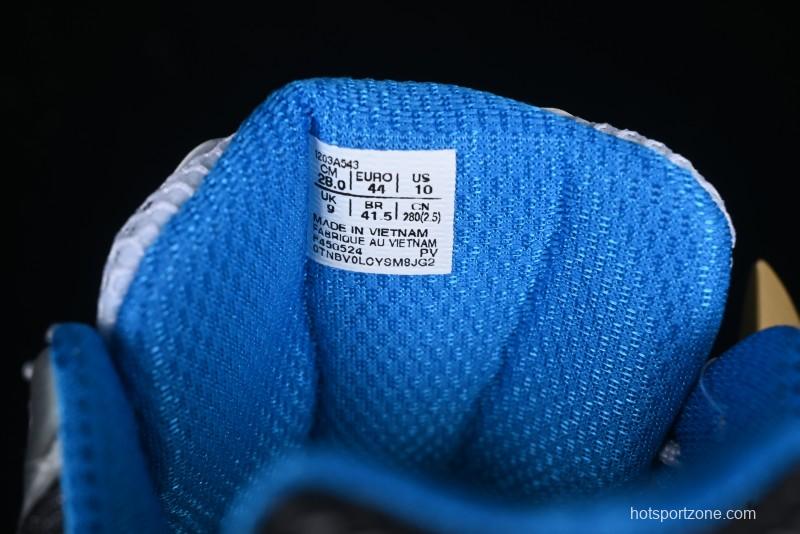 1203A543
CM | EURO | US
28.0 | 44 | 10
UK | BR | CN
9 | 41.5 | 280(2.5)
MADE IN VIETNAM
FABRIQUE AU VIETNAM
PV
0TNBV0LCYSM8JG2
hotsportzone.com